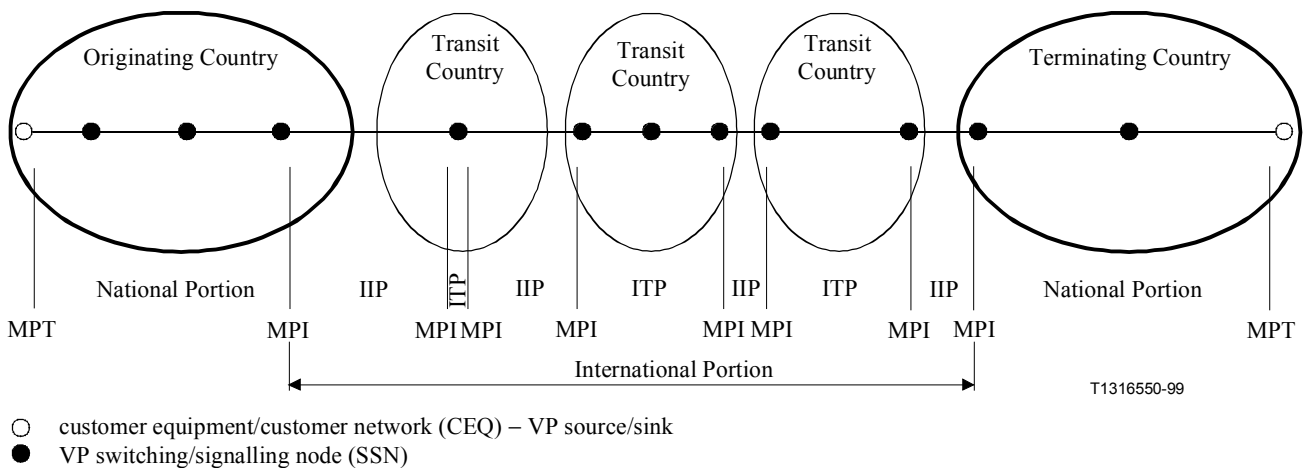 Originating Country
Transit
Country
Transit
Country
Transit
Country
Terminating Country
National Portion
IIP
ITP
IIP
ITP
IIP
ITP
IIP
National Portion
MPT
MPI
MPI
MPI
MPI
MPI
MPI
MPI
MPI
MPT
International Portion
T1316550-99
customer equipment/customer network (CEQ) – VP source/sink
VP switching/signalling node (SSN)